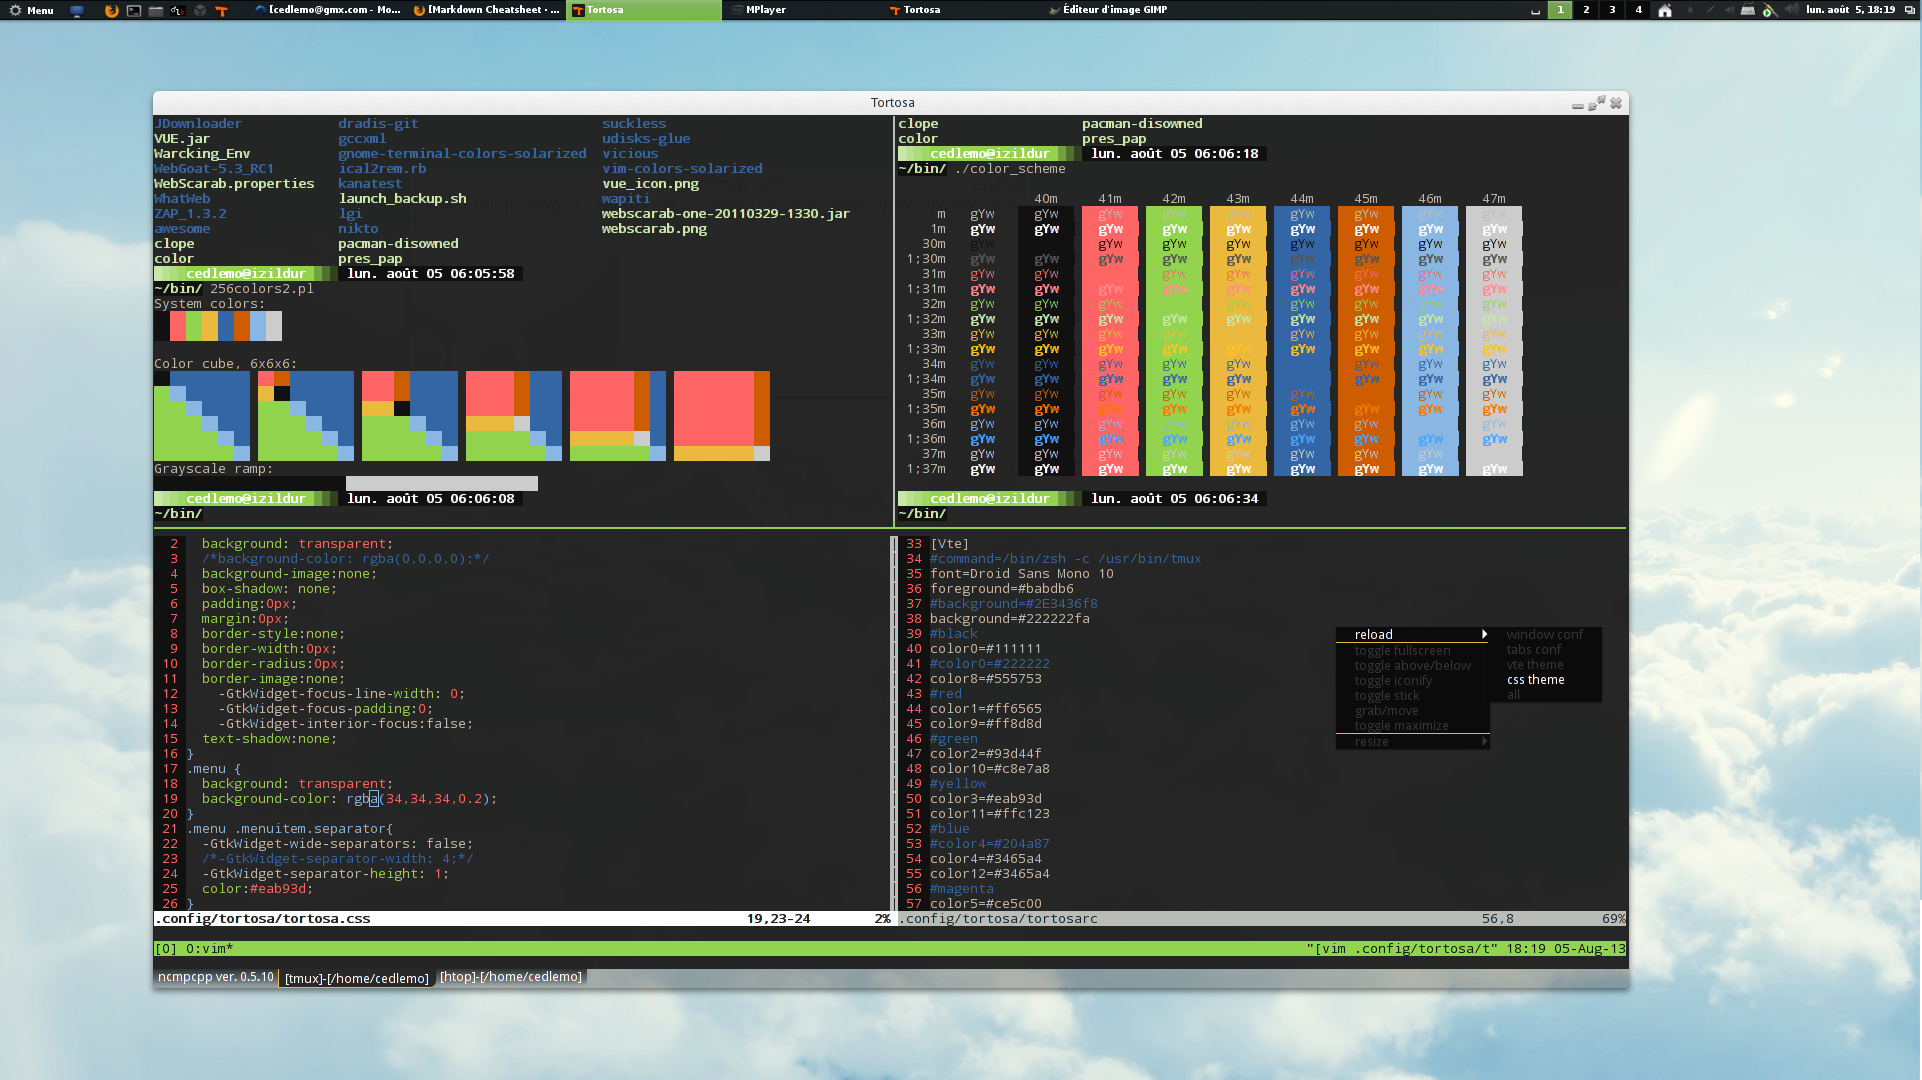 Menu
[cedlemo@gmx.com - Mo...
[Markdown Cheatsheet · ...
Tortosa
MPlayer
Tortosa
Éditeur d'image GIMP
1 2 3 4
lun. août 5, 18:19
Tortosa
JDownloader dradis-git suckless
VUE.jar gccxml udisks-glue
Warcking_Env gnome-terminal-colors-solarized vicious
WebGoat-5.3_RC1 ical2rem.rb vim-colors-solarized
WebScarab.properties kanatest vue_icon.png
WhatWeb launch_backup.sh wapiti
ZAP_1.3.2 lgi webscarab-one-20110329-1330.jar
awesome nikto webscarab.png
clope pacman-disowned
color pres_pap
cedlemo@izildur lun. août 05 06:05:58
~/bin/ 256colors2.pl
System colors:
Color cube, 6x6x6:
Grayscale ramp:
cedlemo@izildur lun. août 05 06:06:08
~/bin/
clope pacman-disowned
color pres_pap
cedlemo@izildur lun. août 05 06:06:18
~/bin/ ./color_scheme
40m 41m 42m 43m 44m 45m 46m 47m
m gYw gYw gYw gYw gYw gYw gYw gYw gYw
1m gYw gYw gYw gYw gYw gYw gYw gYw gYw
30m gYw gYw gYw gYw gYw gYw gYw gYw
1;30m gYw gYw gYw gYw gYw gYw gYw gYw gYw
31m gYw gYw gYw gYw gYw gYw gYw gYw
1;31m gYw gYw gYw gYw gYw gYw gYw gYw gYw
32m gYw gYw gYw gYw gYw gYw gYw gYw
1;32m gYw gYw gYw gYw gYw gYw gYw gYw gYw
33m gYw gYw gYw gYw gYw gYw gYw gYw
1;33m gYw gYw gYw gYw gYw gYw gYw gYw gYw
34m gYw gYw gYw gYw gYw gYw gYw gYw
1;34m gYw gYw gYw gYw gYw gYw gYw gYw
35m gYw gYw gYw gYw gYw gYw gYw gYw
1;35m gYw gYw gYw gYw gYw gYw gYw gYw gYw
36m gYw gYw gYw gYw gYw gYw gYw gYw
1;36m gYw gYw gYw gYw gYw gYw gYw gYw gYw
37m gYw gYw gYw gYw gYw gYw gYw gYw
1;37m gYw gYw gYw gYw gYw gYw gYw gYw gYw
cedlemo@izildur lun. août 05 06:06:34
~/bin/
2 background: transparent;
3 /*background-color: rgba(0,0,0,0);*/
4 background-image:none;
5 box-shadow: none;
6 padding:0px;
7 margin:0px;
8 border-style:none;
9 border-width:0px;
10 border-radius:0px;
11 border-image:none;
12 -GtkWidget-focus-line-width: 0;
13 -GtkWidget-focus-padding:0;
14 -GtkWidget-interior-focus:false;
15 text-shadow:none;
16 }
17 .menu {
18 background: transparent;
19 background-color: rgba(34,34,34,0.2);
20 }
21 .menu .menuitem.separator{
22 -GtkWidget-wide-separators: false;
23 /*-GtkWidget-separator-width: 4;*/
24 -GtkWidget-separator-height: 1;
25 color:#eab93d;
26 }
.config/tortosa/tortosa.css 19,23-24 2%
33 [Vte]
34 #command=/bin/zsh -c /usr/bin/tmux
35 font=Droid Sans Mono 10
36 foreground=#babdb6
37 #background=#2E3436f8
38 background=#222222fa
39 #black
40 color0=#111111
41 #color0=#222222
42 color8=#555753
43 #red
44 color1=#ff6565
45 color9=#ff8d8d
46 #green
47 color2=#93d44f
48 color10=#c8e7a8
49 #yellow
50 color3=#eab93d
51 color11=#ffc123
52 #blue
53 #color4=#204a87
54 color4=#3465a4
55 color12=#3465a4
56 #magenta
57 color5=#ce5c00
.config/tortosa/tortosarc 56,8 69%
reload
toggle fullscreen
toggle above/below
toggle iconify
toggle stick
grab/move
toggle maximize
resize
window conf
tabs conf
vte theme
css theme
all
[0] 0:vim* "[vim .config/tortosa/t" 18:19 05-Aug-13
ncmpcpp ver. 0.5.10 [tmux]-[/home/cedlemo] [htop]-[/home/cedlemo]